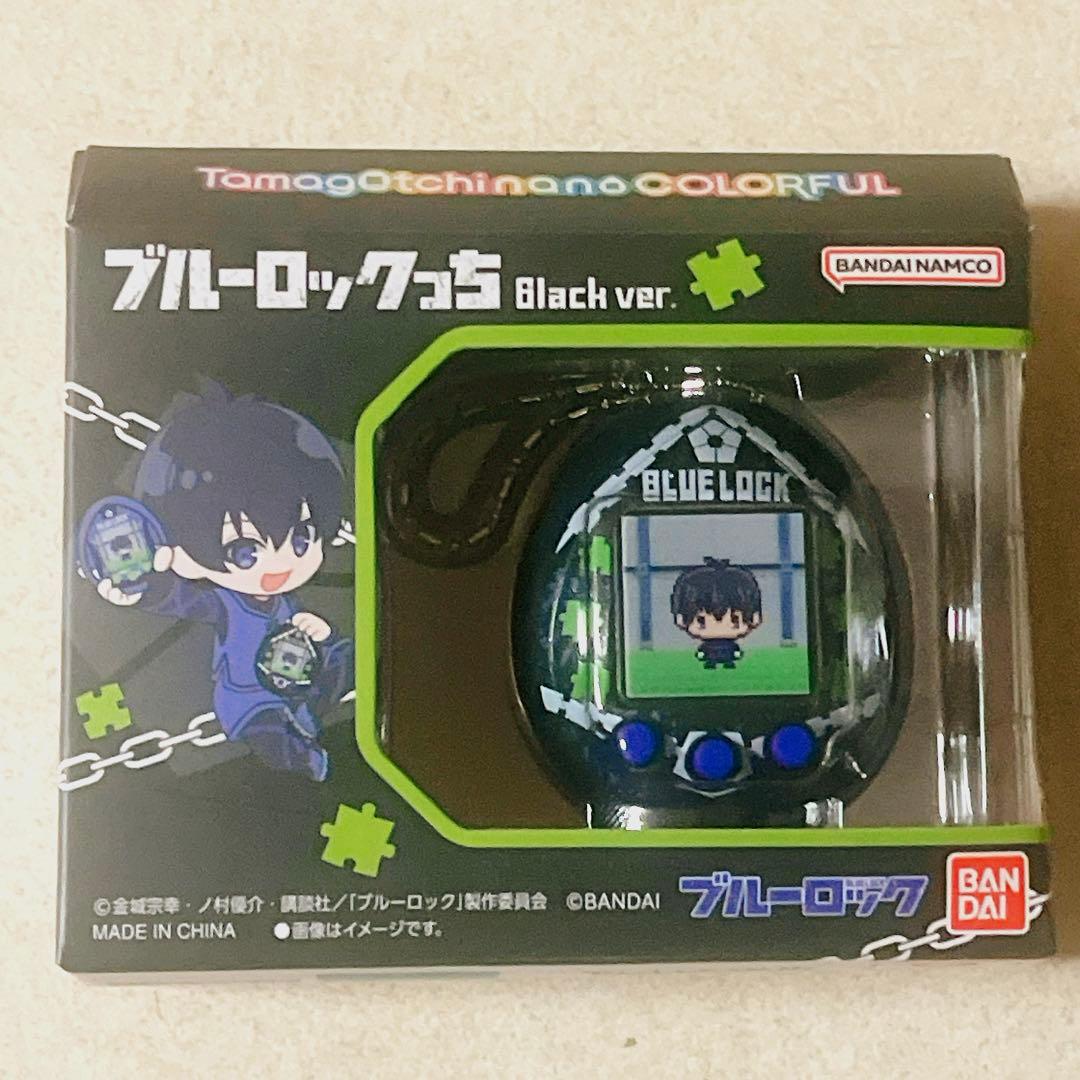 TamagOtchi nano COLORFUL
ブルーロックっち Black ver.
BANDAI NAMCO
BLUE LOCK
©金城宗幸・ノ村優介・講談社/「ブルーロック」製作委員会 ©BANDAI
MADE IN CHINA ●画像はイメージです。
ブルーロック
BAN
DAI